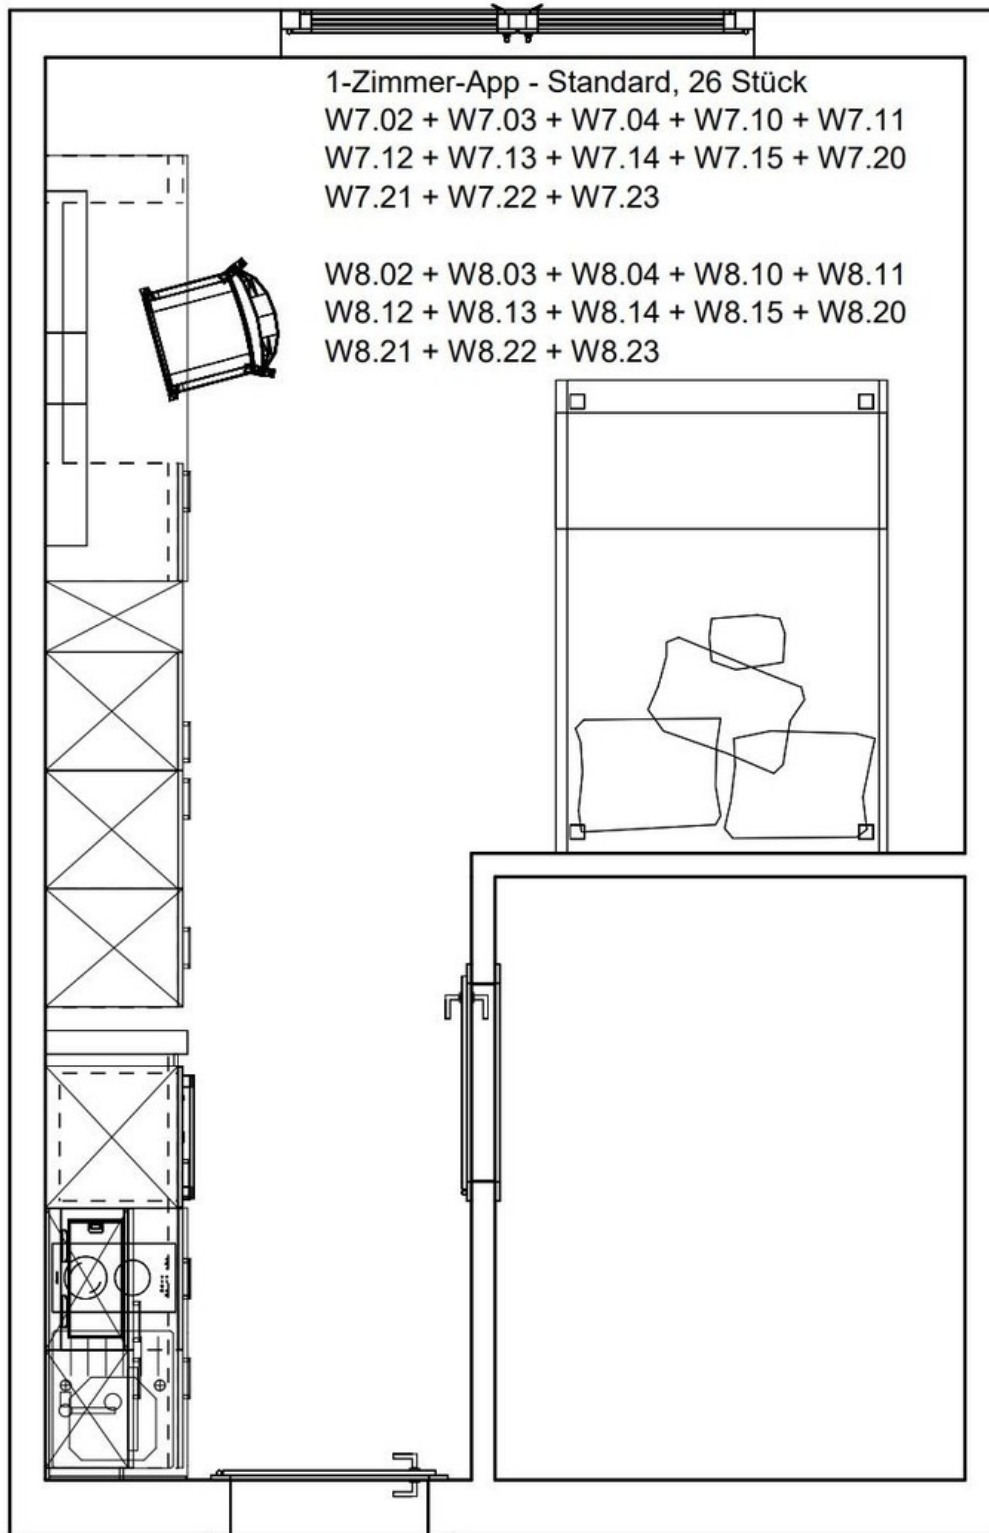 1-Zimmer-App - Standard, 26 Stück
W7.02 + W7.03 + W7.04 + W7.10 + W7.11
W7.12 + W7.13 + W7.14 + W7.15 + W7.20
W7.21 + W7.22 + W7.23
W8.02 + W8.03 + W8.04 + W8.10 + W8.11
W8.12 + W8.13 + W8.14 + W8.15 + W8.20
W8.21 + W8.22 + W8.23